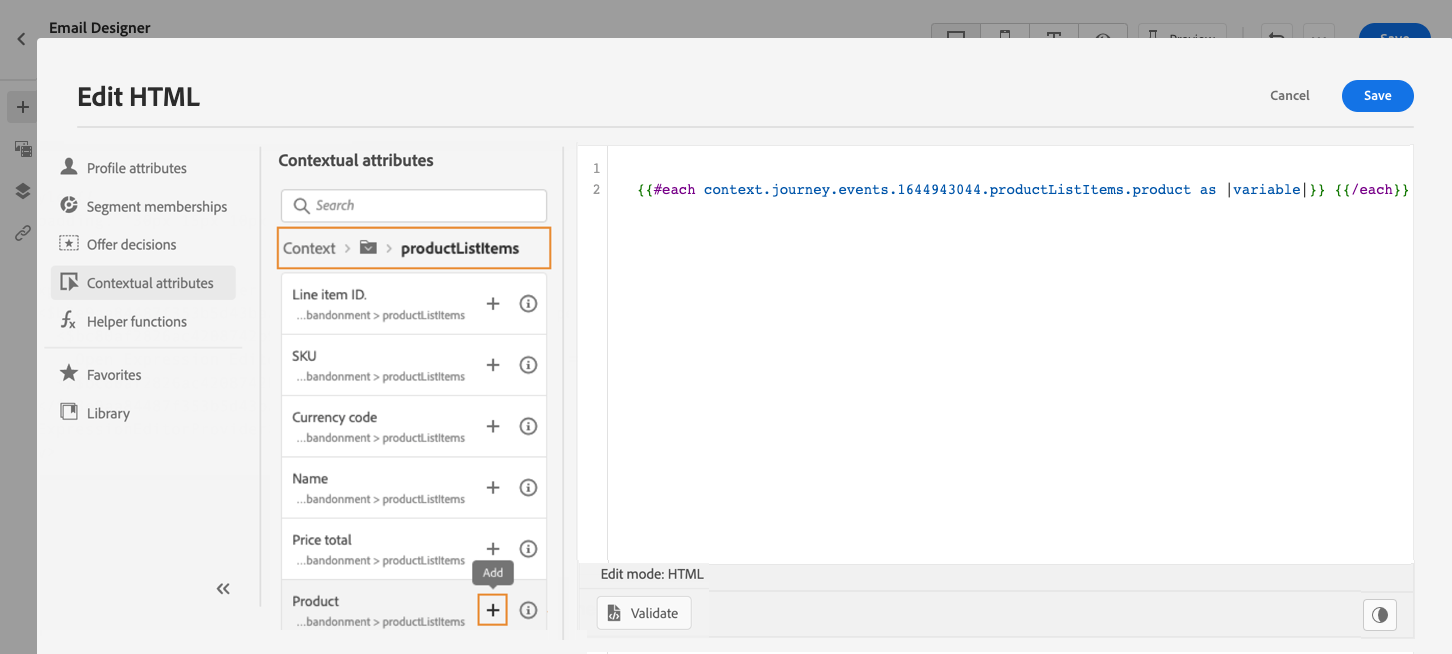 Email Designer
Preview
Save
Edit HTML
Cancel
Save
Profile attributes
Segment memberships
Offer decisions
Contextual attributes
Helper functions
Favorites
Library
Contextual attributes
Search
Context > > productListItems
Line item ID.
...bandonment > productListItems
SKU
...bandonment > productListItems
Currency code
...bandonment > productListItems
Name
...bandonment > productListItems
Price total
...bandonment > productListItems
Add
Product
...bandonment > productListItems
1
2 {{#each context.journey.events.1644943044.productListItems.product as |variable|}} {{/each}}
Edit mode: HTML
Validate